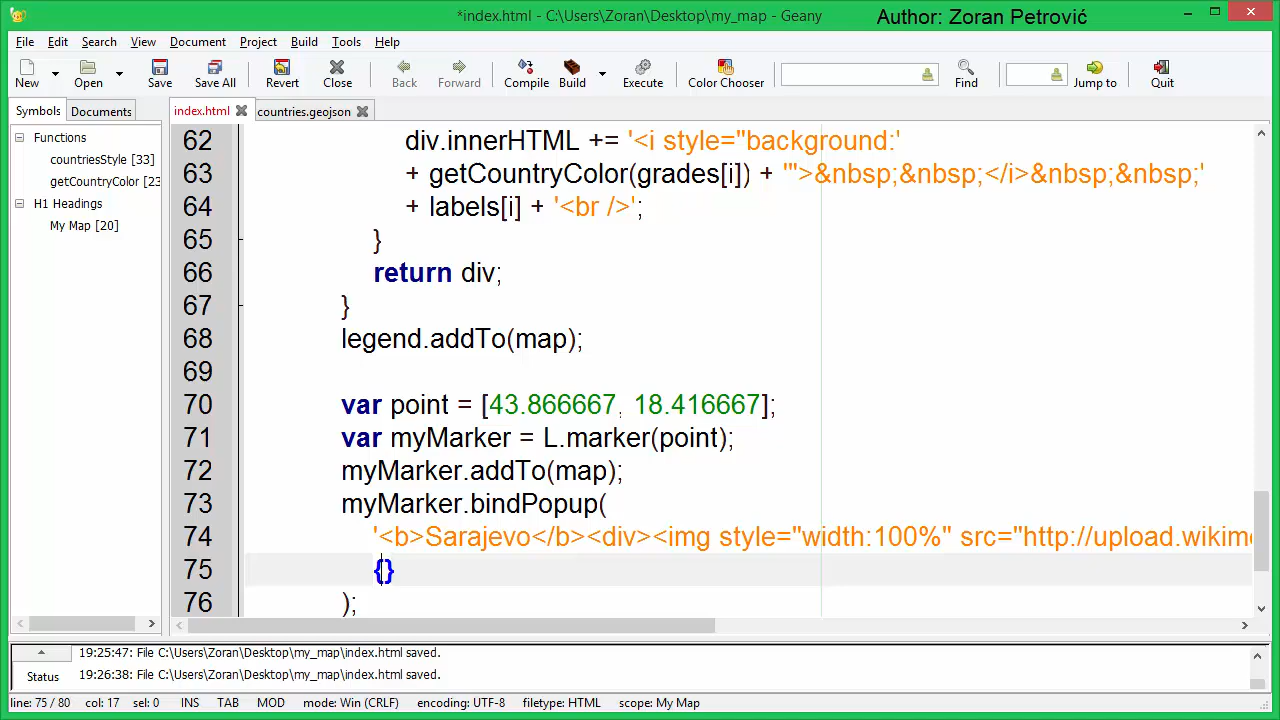 *index.html - C:\Users\Zoran\Desktop\my_map - Geany
Author: Zoran Petrović
File Edit Search View Document Project Build Tools Help
New Open Save Save All Revert Close Back Forward Compile Build Execute Color Chooser Find Jump to Quit
Symbols Documents
index.html countries.geojson
Functions
countriesStyle [33]
getCountryColor [23
H1 Headings
My Map [20]
62 div.innerHTML += '<i style="background:'
63 + getCountryColor(grades[i]) + '">&nbsp;&nbsp;</i>&nbsp;&nbsp;'
64 + labels[i] + '<br />';
65 }
66 return div;
67 }
68 legend.addTo(map);
69
70 var point = [43.866667, 18.416667];
71 var myMarker = L.marker(point);
72 myMarker.addTo(map);
73 myMarker.bindPopup(
74 '<b>Sarajevo</b><div><img style="width:100%" src="http://upload.wikime
75 {}
76 );
19:25:47: File C:\Users\Zoran\Desktop\my_map\index.html saved.
Status
19:26:38: File C:\Users\Zoran\Desktop\my_map\index.html saved.
line: 75 / 80 col: 17 sel: 0 INS TAB MOD mode: Win (CRLF) encoding: UTF-8 filetype: HTML scope: My Map